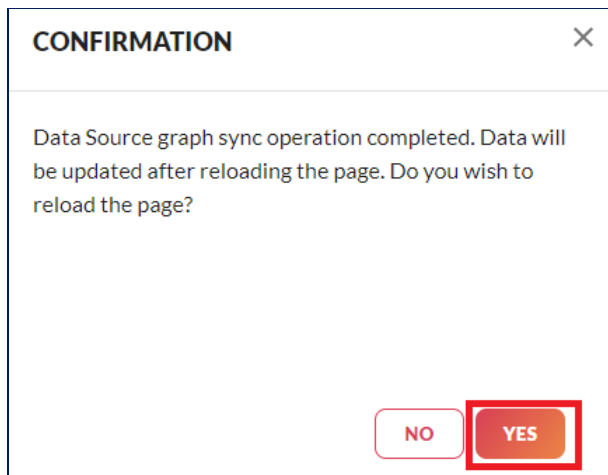 CONFIRMATION
Data Source graph sync operation completed. Data will
be updated after reloading the page. Do you wish to
reload the page?
NO YES